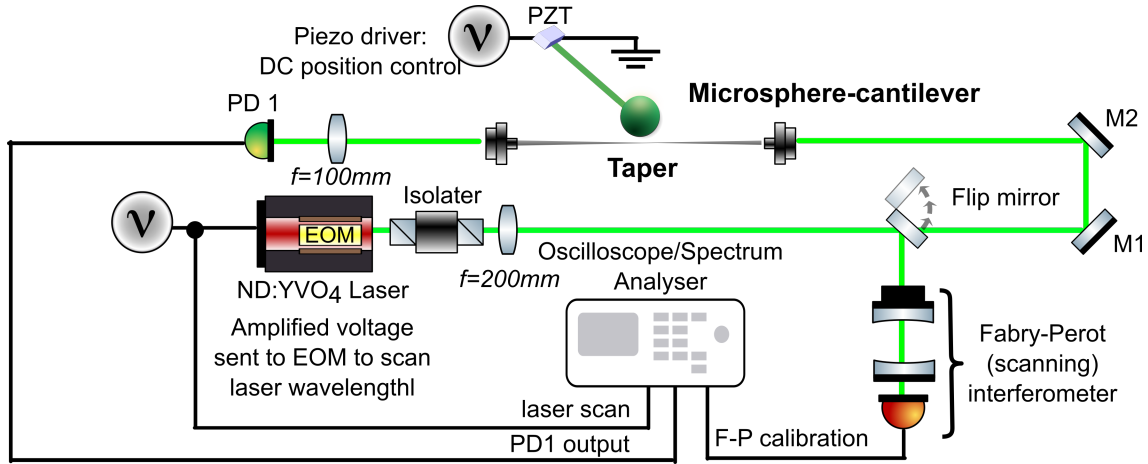 PZT
Piezo driver:
DC position control
ν
PD 1
Microsphere-cantilever
M2
f=100mm
Taper
Isolater
Flip mirror
ν
EOM
M1
f=200mm
Oscilloscope/Spectrum
Analyser
ND:YVO4 Laser
Amplified voltage
sent to EOM to scan
laser wavelengthl
Fabry-Perot
(scanning)
interferometer
laser scan
PD1 output
F-P calibration